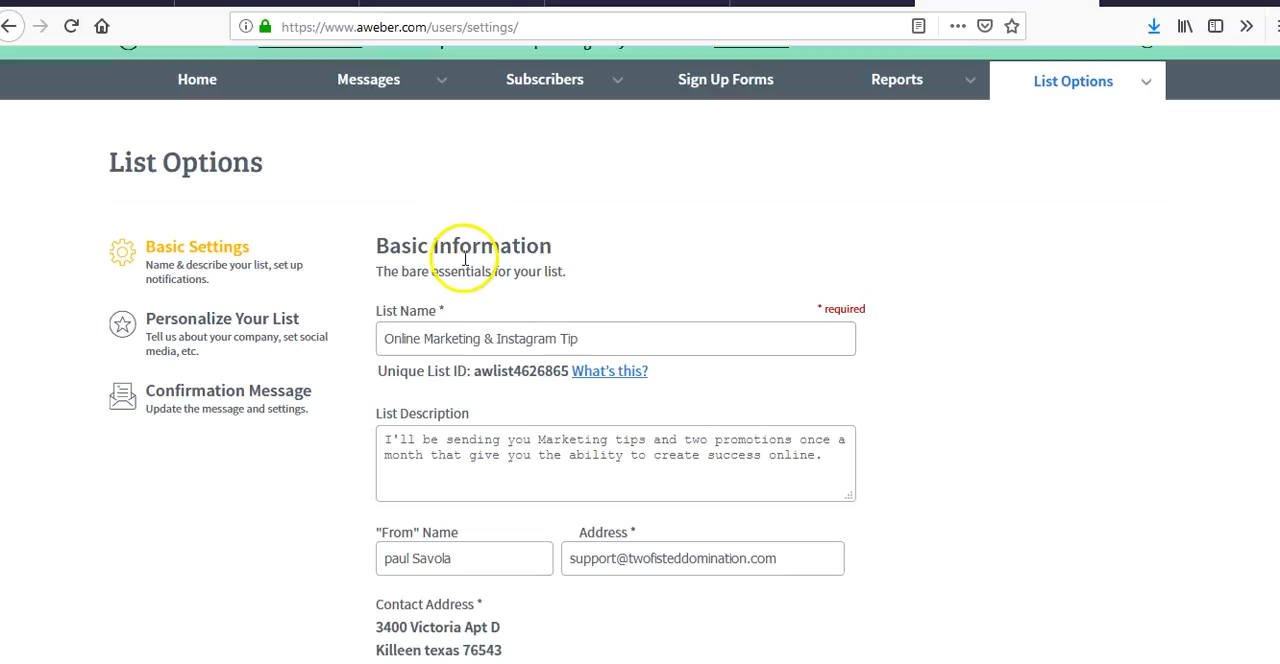 https://www.aweber.com/users/settings/
Home
Messages
Subscribers
Sign Up Forms
Reports
List Options
List Options
Basic Settings
Name & describe your list, set up
notifications.
Personalize Your List
Tell us about your company, set social
media, etc.
Confirmation Message
Update the message and settings.
Basic Information
The bare essentials for your list.
List Name *
* required
Online Marketing & Instagram Tip
Unique List ID: awlist4626865 What's this?
List Description
I'll be sending you Marketing tips and two promotions once a
month that give you the ability to create success online.
"From" Name
Address *
paul Savola
support@twofisteddomination.com
Contact Address *
3400 Victoria Apt D
Killeen texas 76543